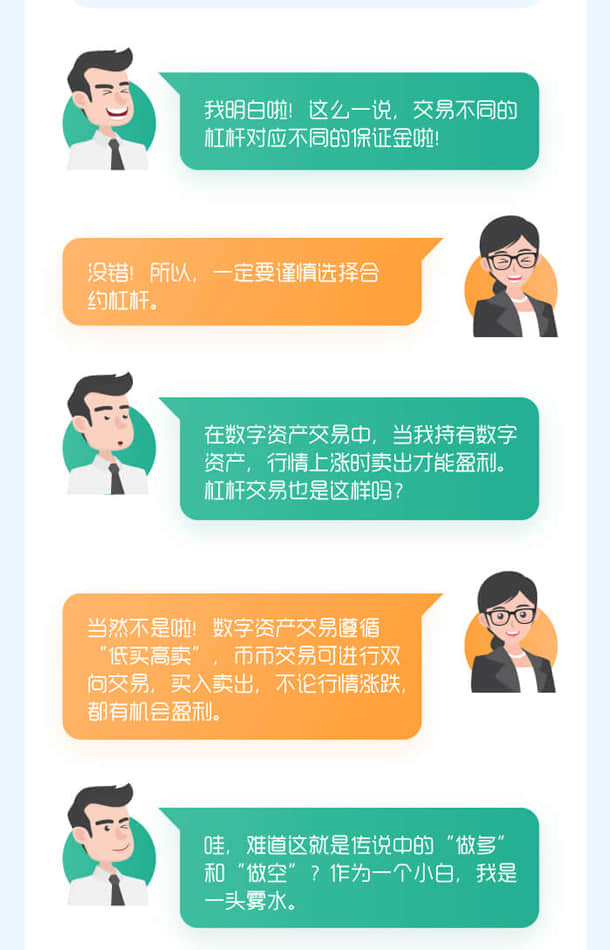 我明白啦！这么一说，交易不同的
杠杆对应不同的保证金啦！
没错！所以，一定要谨慎选择合
约杠杆。
在数字资产交易中，当我持有数字
资产，行情上涨时卖出才能盈利。
杠杆交易也是这样吗？
当然不是啦！数字资产交易遵循
“低买高卖”，币币交易可进行双
向交易，买入卖出，不论行情涨跌，
都有机会盈利。
哇，难道这就是传说中的“做多”
和“做空”？作为一个小白，我是
一头雾水。